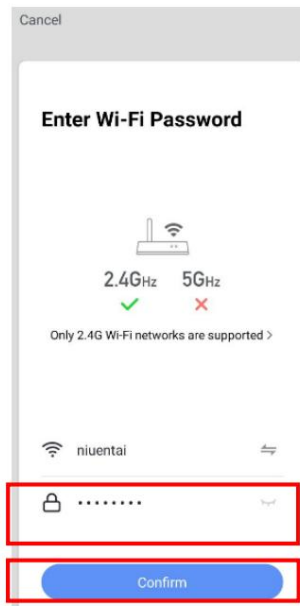 Cancel
Enter Wi-Fi Password
2.4GHz 5GHz
Only 2.4G Wi-Fi networks are supported >
niuentai
••••••••
Confirm